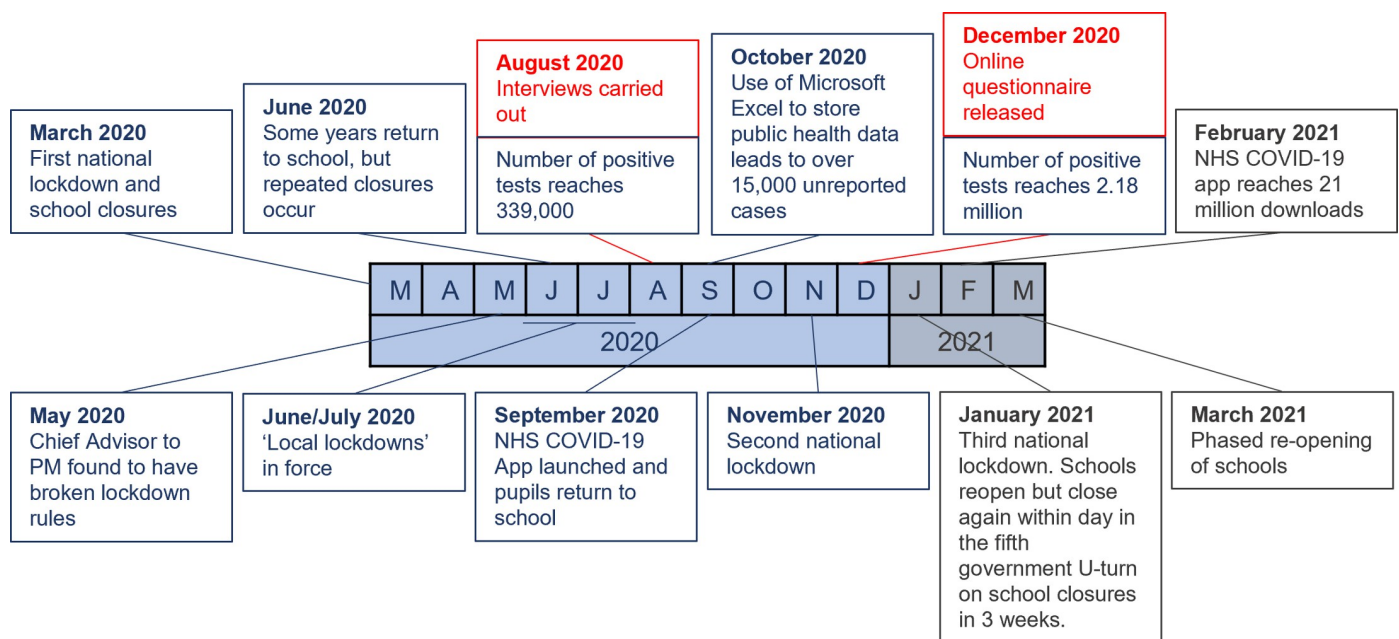 March 2020
First national
lockdown and
school closures
June 2020
Some years return
to school, but
repeated closures
occur
August 2020
Interviews carried
out
Number of positive
tests reaches
339,000
October 2020
Use of Microsoft
Excel to store
public health data
leads to over
15,000 unreported
cases
December 2020
Online
questionnaire
released
Number of positive
tests reaches 2.18
million
February 2021
NHS COVID-19
app reaches 21
million downloads
M A M J J A S O N D J F M
2020 2021
May 2020
Chief Advisor to
PM found to have
broken lockdown
rules
June/July 2020
‘Local lockdowns’
in force
September 2020
NHS COVID-19
App launched and
pupils return to
school
November 2020
Second national
lockdown
January 2021
Third national
lockdown. Schools
reopen but close
again within day in
the fifth
government U-turn
on school closures
in 3 weeks.
March 2021
Phased re-opening
of schools